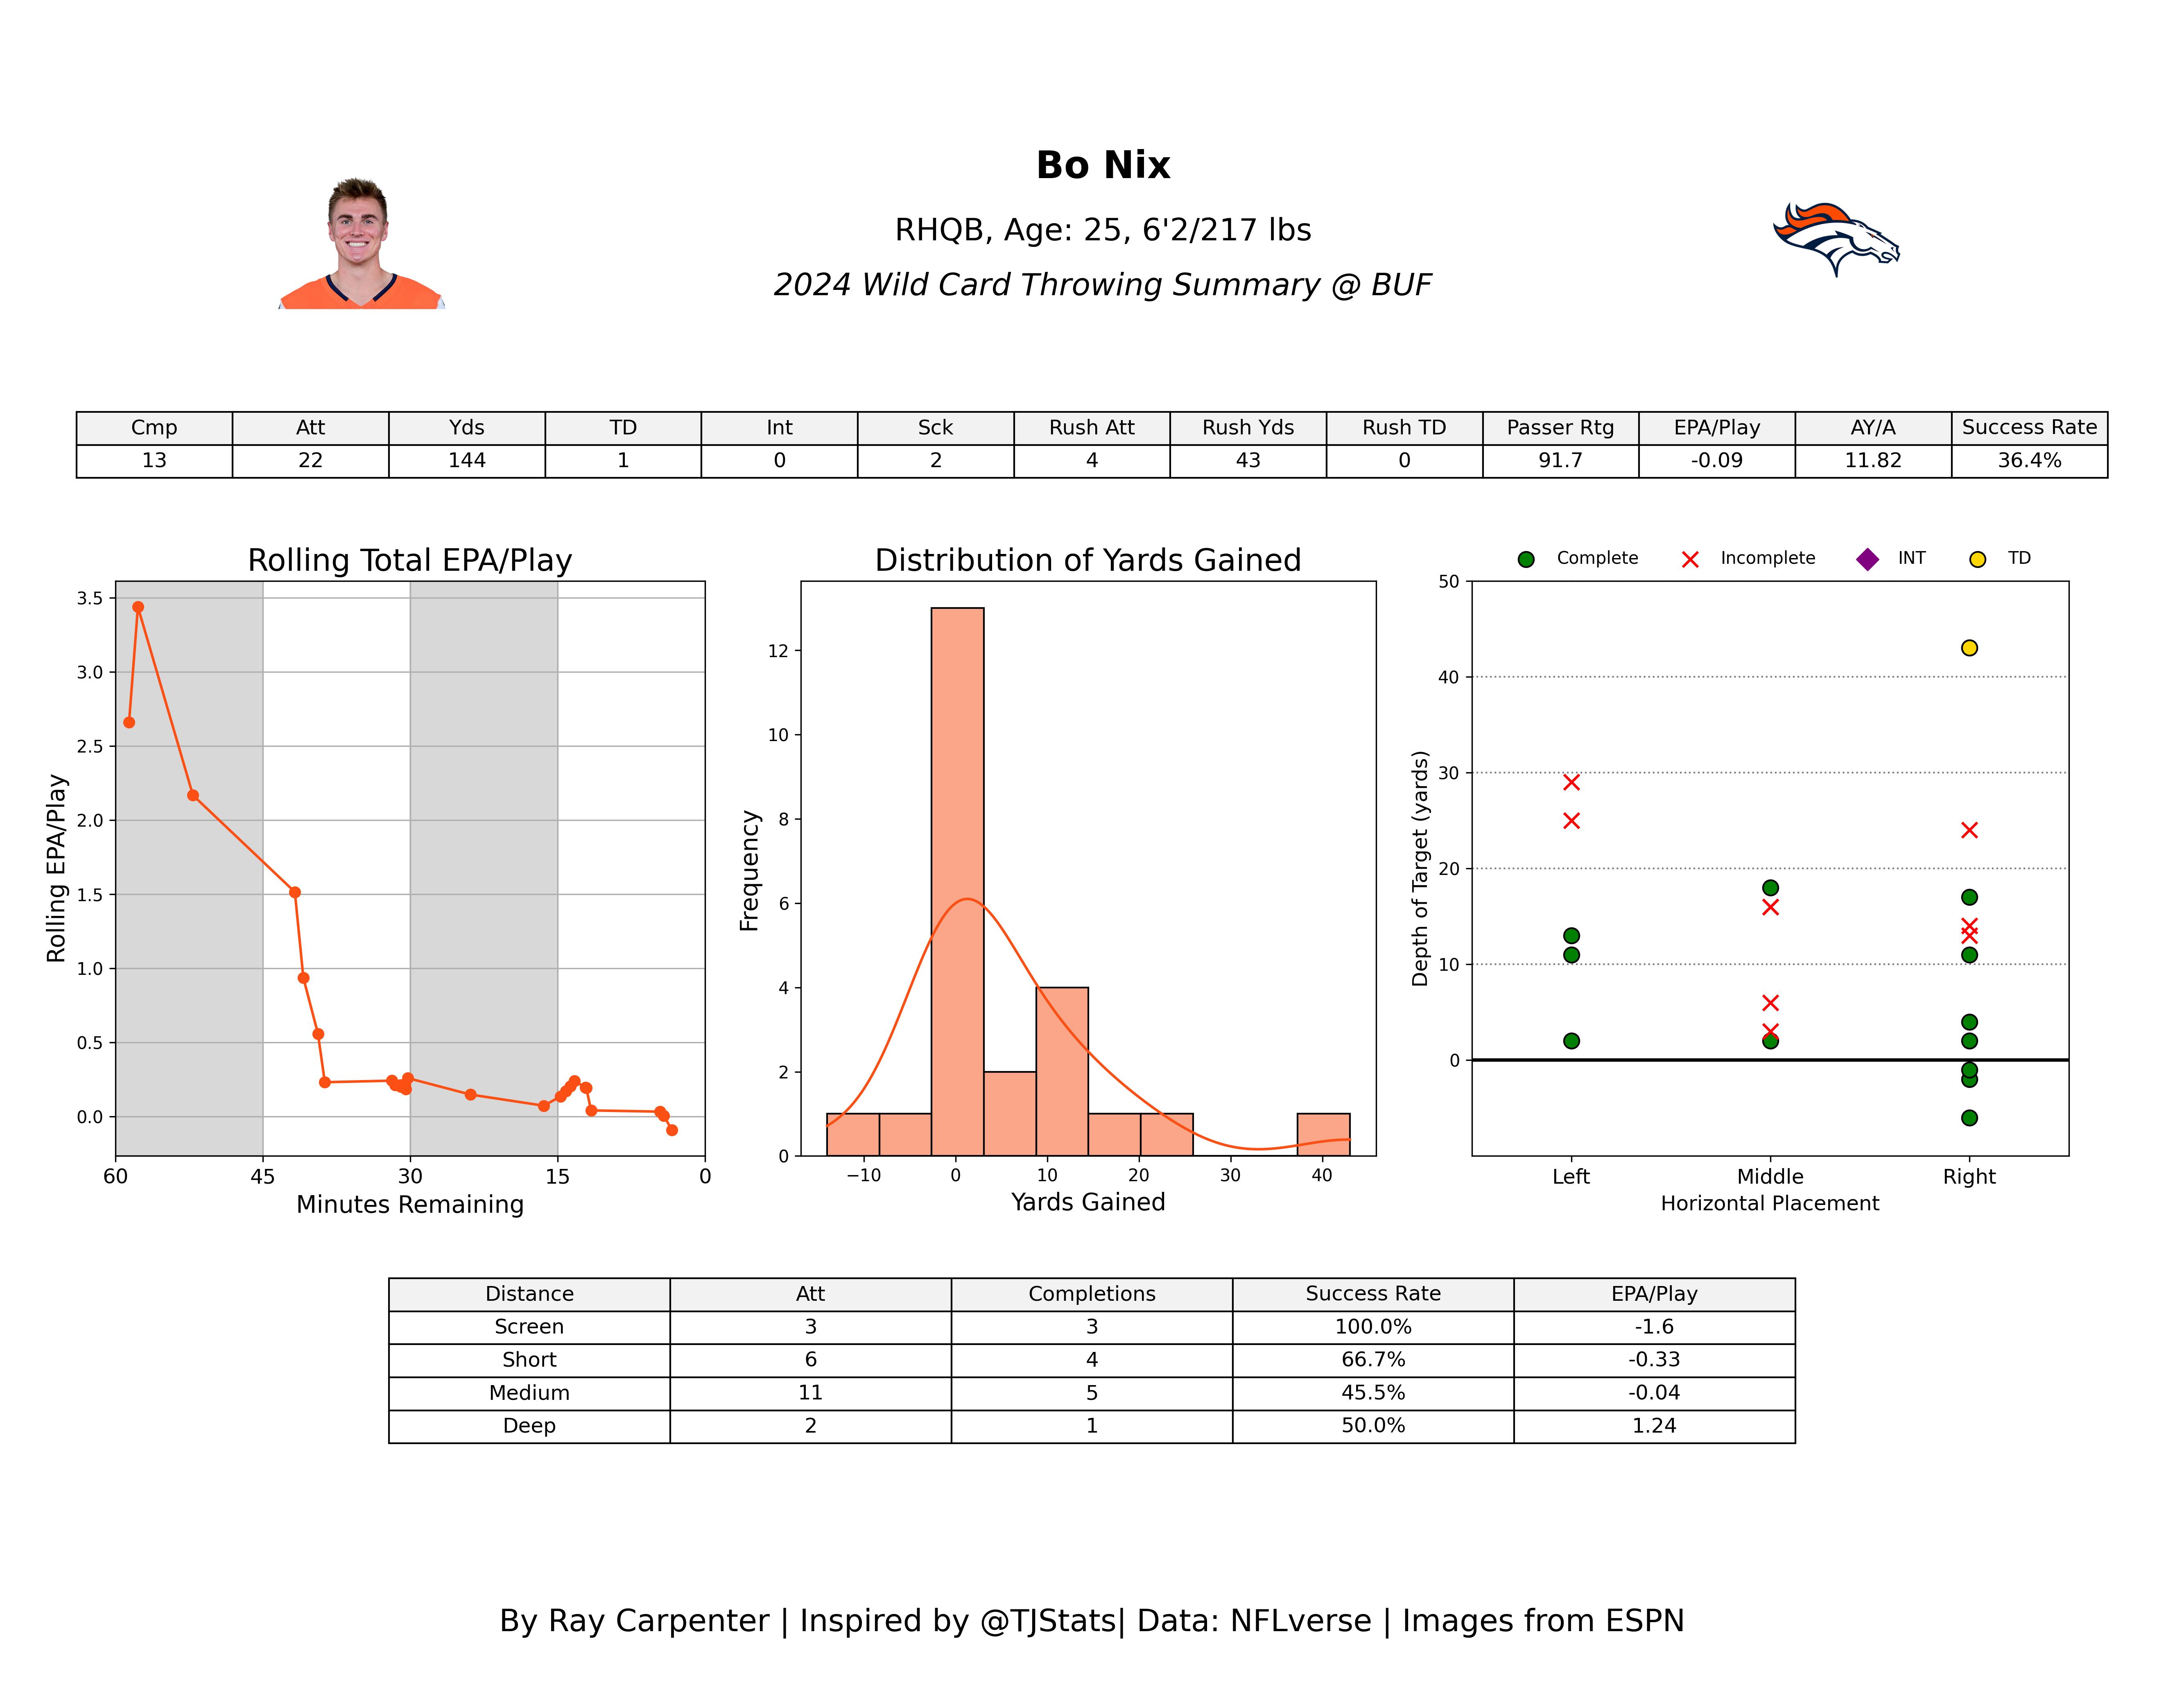 Bo Nix
RHQB, Age: 25, 6'2/217 lbs
2024 Wild Card Throwing Summary @ BUF
Cmp Att Yds TD Int Sck Rush Att Rush Yds Rush TD Passer Rtg EPA/Play AY/A Success Rate
13 22 144 1 0 2 4 43 0 91.7 -0.09 11.82 36.4%
Rolling Total EPA/Play
3.5
3.0
2.5
2.0
1.5
1.0
0.5
0.0
Rolling EPA/Play
60 45 30 15 0
Minutes Remaining
Distribution of Yards Gained
12
10
8
6
4
2
0
Frequency
−10 0 10 20 30 40
Yards Gained
Complete Incomplete INT TD
50
40
30
20
10
0
Depth of Target (yards)
Left Middle Right
Horizontal Placement
Distance Att Completions Success Rate EPA/Play
Screen 3 3 100.0% -1.6
Short 6 4 66.7% -0.33
Medium 11 5 45.5% -0.04
Deep 2 1 50.0% 1.24
By Ray Carpenter | Inspired by @TJStats| Data: NFLverse | Images from ESPN